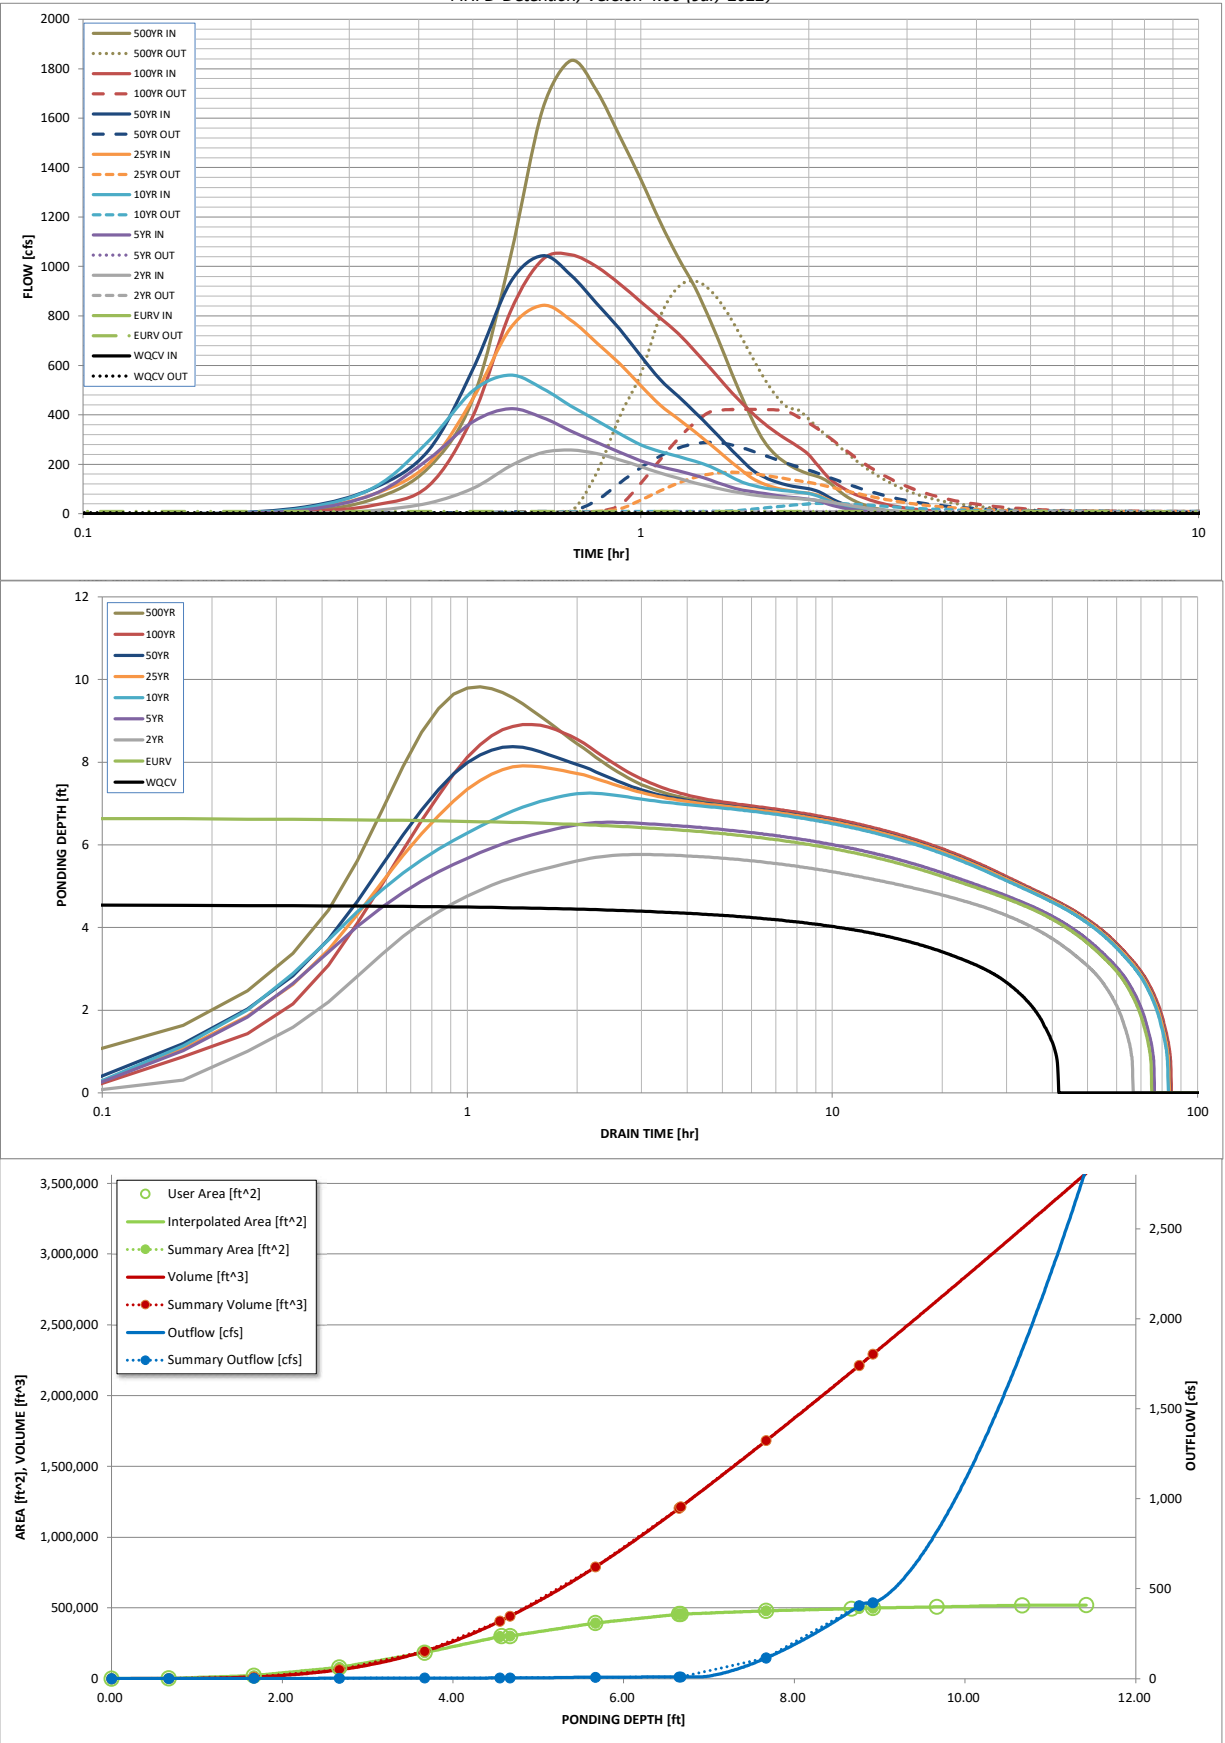 MHFD-Detention, Version 4.06 (July 2022)
2000
1800
1600
1400
1200
1000
800
600
400
200
0
FLOW [cfs]
500YR IN
500YR OUT
100YR IN
100YR OUT
50YR IN
50YR OUT
25YR IN
25YR OUT
10YR IN
10YR OUT
5YR IN
5YR OUT
2YR IN
2YR OUT
EURV IN
EURV OUT
WQCV IN
WQCV OUT
0.1 1 10
TIME [hr]
12
10
8
6
4
2
0
PONDING DEPTH [ft]
500YR
100YR
50YR
25YR
10YR
5YR
2YR
EURV
WQCV
0.1 1 10 100
DRAIN TIME [hr]
3,500,000
3,000,000
2,500,000
2,000,000
1,500,000
1,000,000
500,000
0
AREA [ft^2], VOLUME [ft^3]
User Area [ft^2]
Interpolated Area [ft^2]
Summary Area [ft^2]
Volume [ft^3]
Summary Volume [ft^3]
Outflow [cfs]
Summary Outflow [cfs]
2,500
2,000
1,500
1,000
500
0
OUTFLOW [cfs]
0.00 2.00 4.00 6.00 8.00 10.00 12.00
PONDING DEPTH [ft]